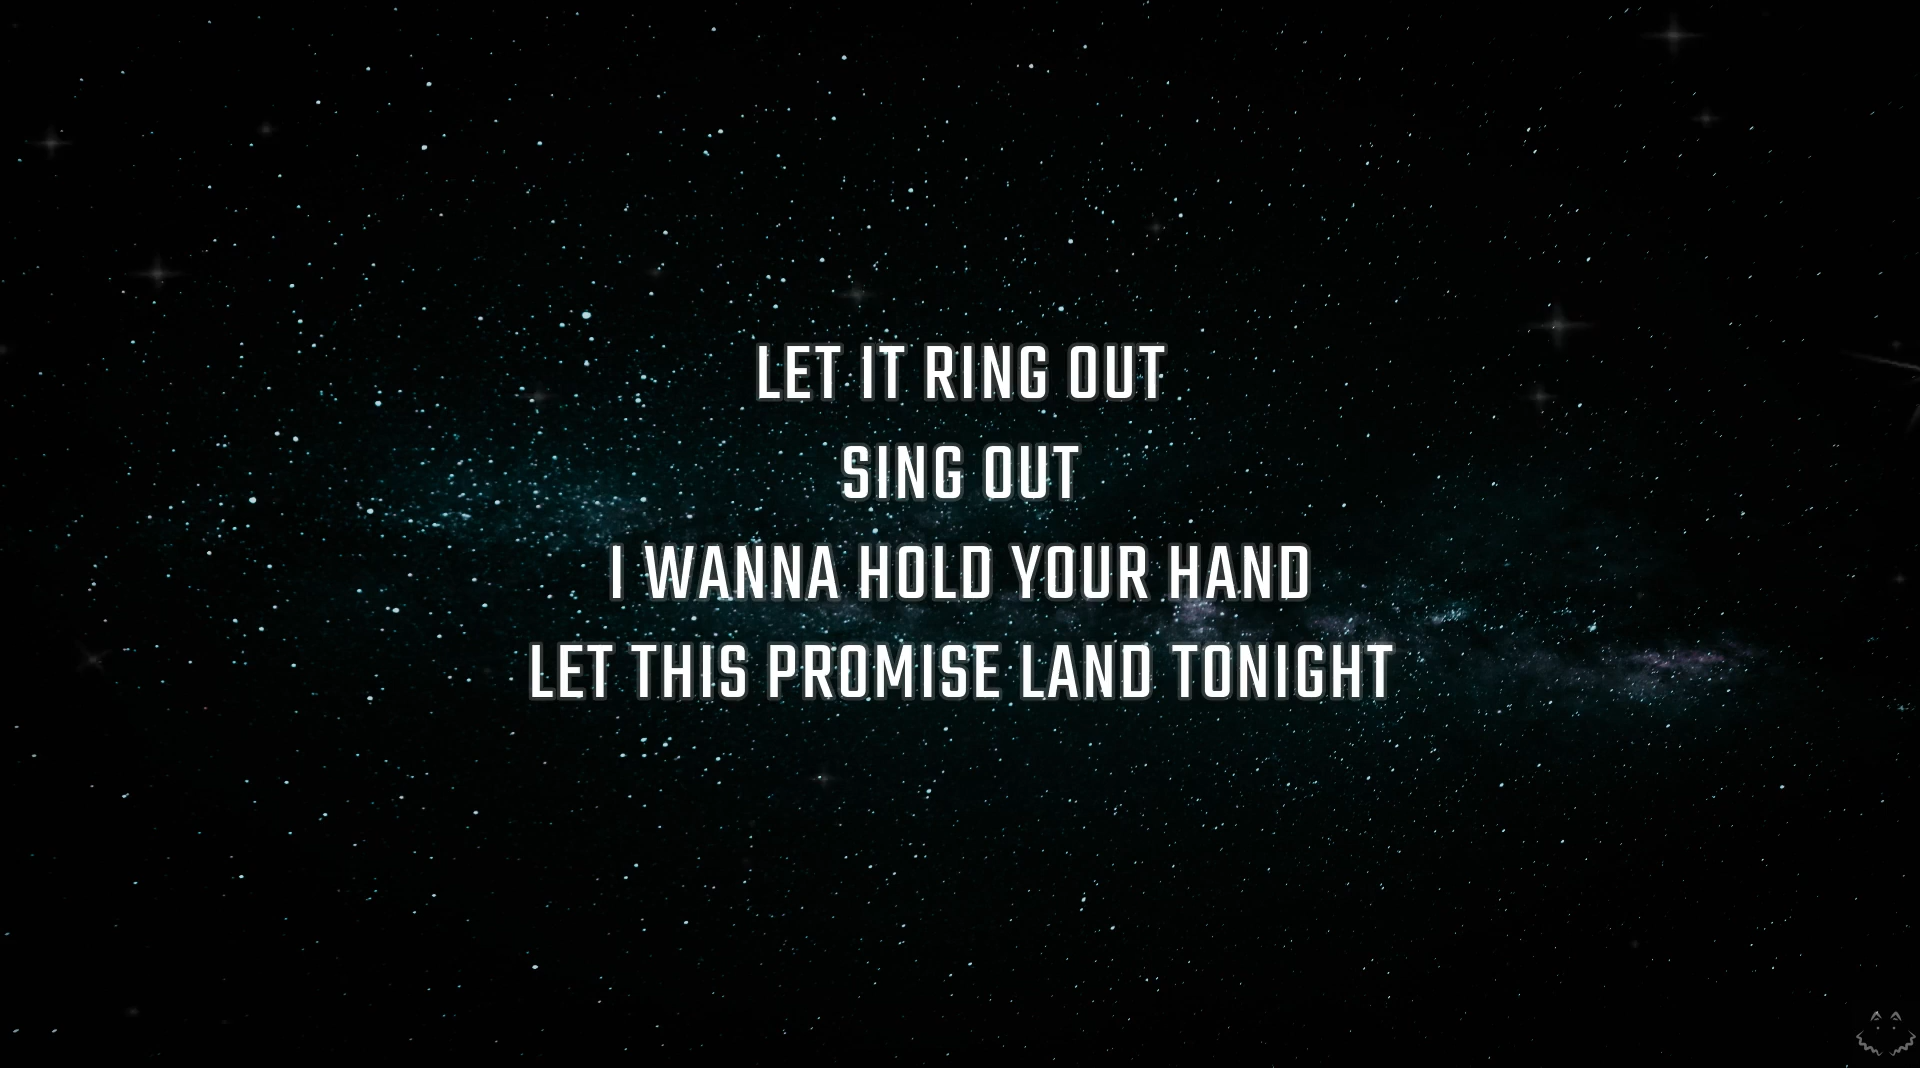 LET IT RING OUT
SING OUT
I WANNA HOLD YOUR HAND
LET THIS PROMISE LAND TONIGHT